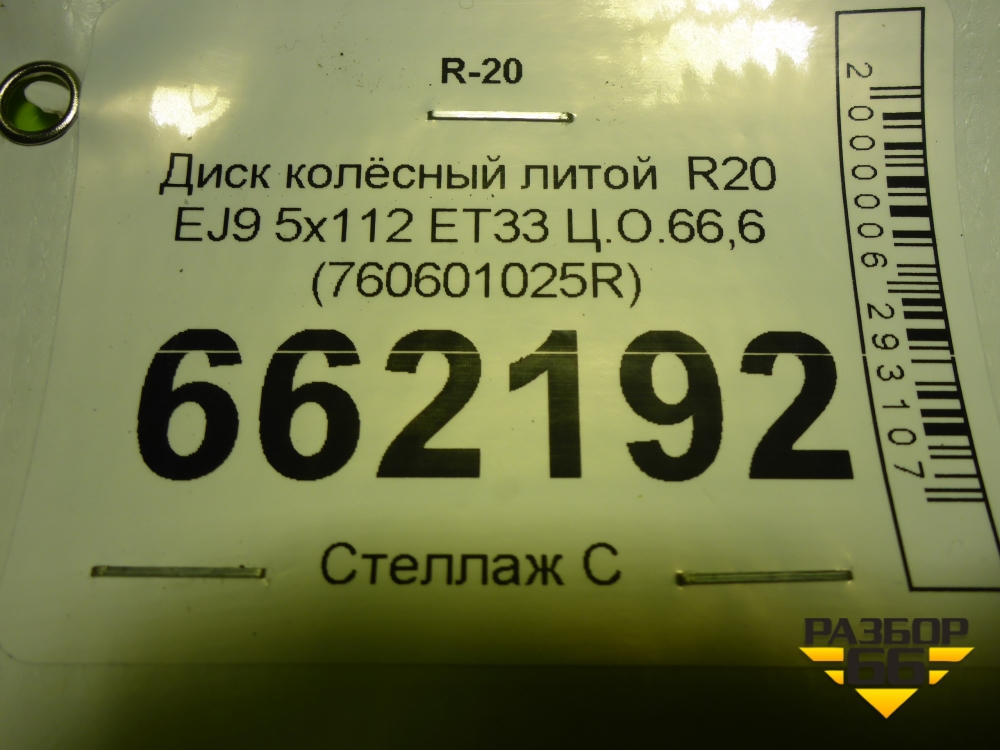 R-20
Диск колёсный литой R20
EJ9 5x112 ET33 Ц.О.66,6
(760601025R)
662192
Стеллаж С
2000006293107
РАЗБОР
66